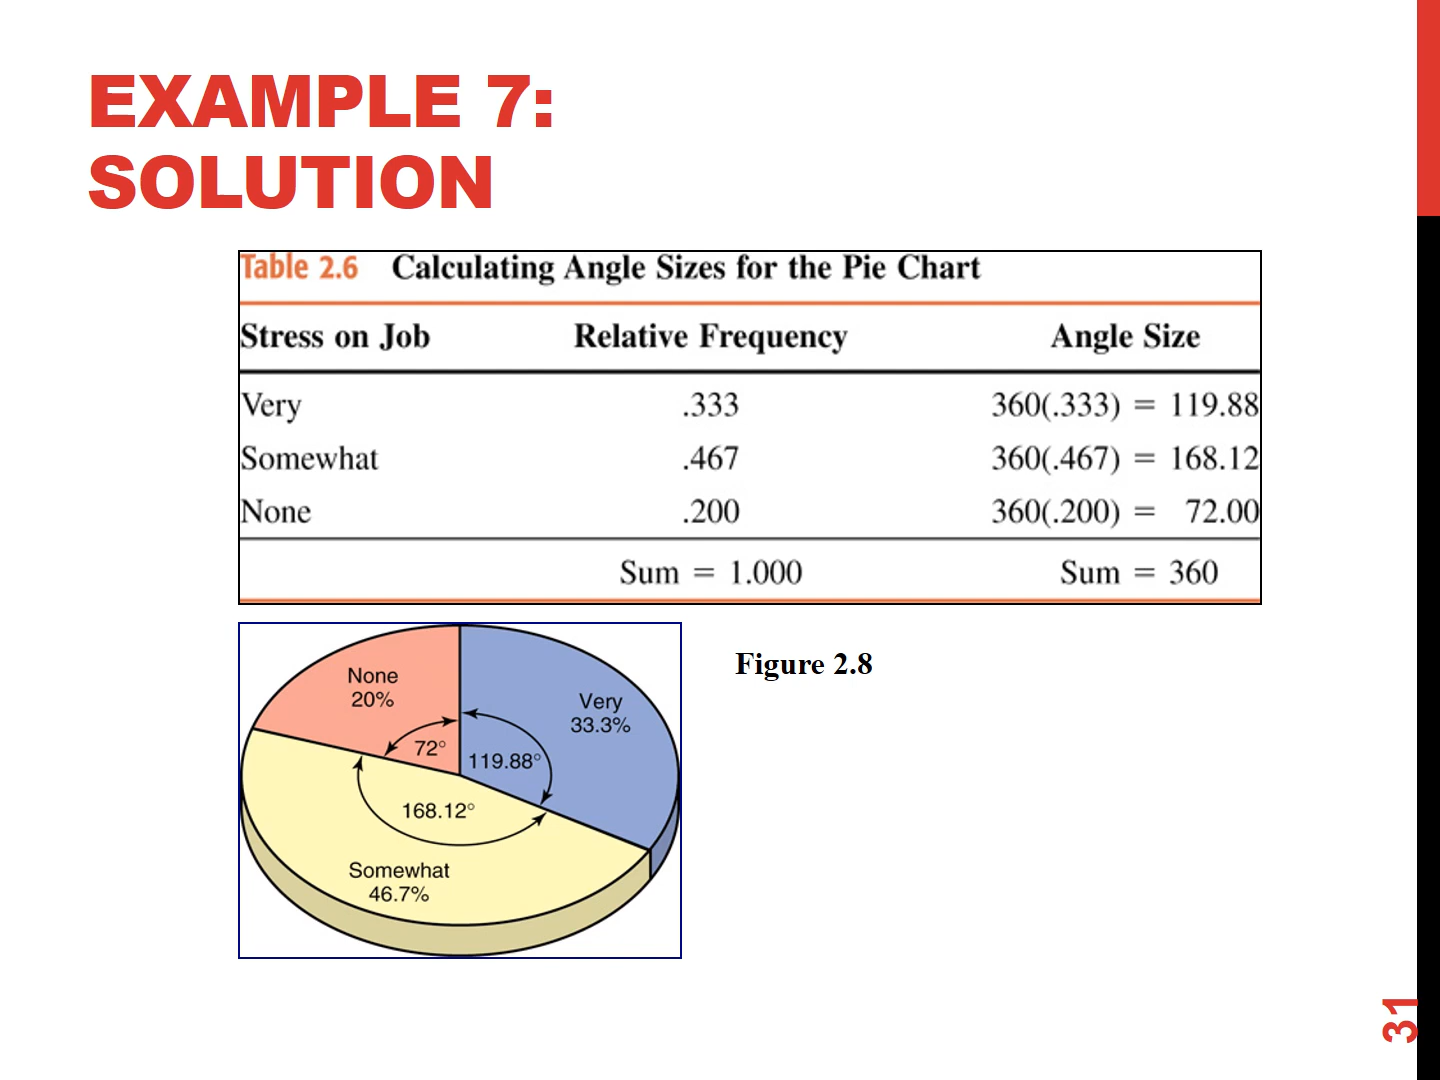 EXAMPLE 7:
SOLUTION
Table 2.6 Calculating Angle Sizes for the Pie Chart
Stress on Job Relative Frequency Angle Size
Very .333 360(.333) = 119.88
Somewhat .467 360(.467) = 168.12
None .200 360(.200) = 72.00
Sum = 1.000 Sum = 360
Figure 2.8
None
20%
Very
33.3%
72°
119.88°
168.12°
Somewhat
46.7%
31